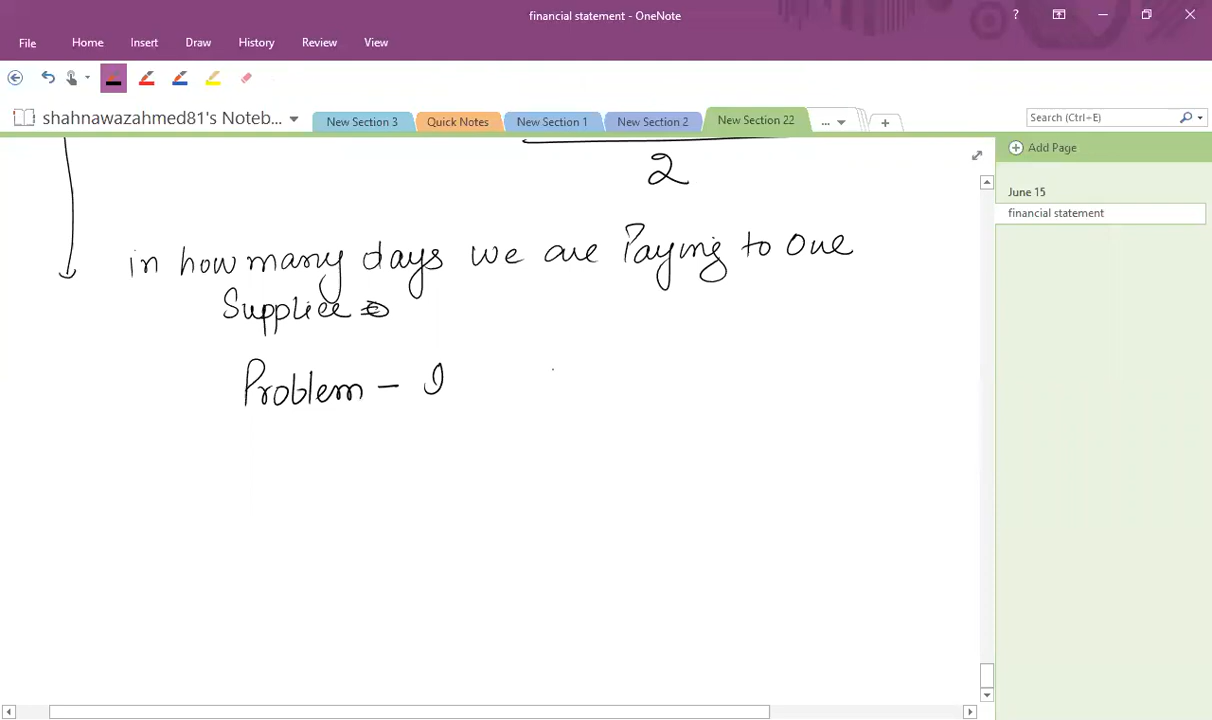 financial statement - OneNote
?
File Home Insert Draw History Review View
shahnawazahmed81's Noteb... New Section 3 Quick Notes New Section 1 New Section 2 New Section 22 ... Search (Ctrl+E)
Add Page
June 15
financial statement
2
in how many days we are Paying to One
Problem -